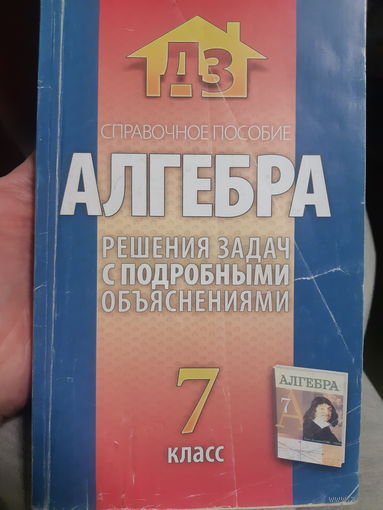 ДЗ
СПРАВОЧНОЕ ПОСОБИЕ
АЛГЕБРА
РЕШЕНИЯ ЗАДАЧ
С ПОДРОБНЫМИ
ОБЪЯСНЕНИЯМИ
7
КЛАСС
АЛГЕБРА
7